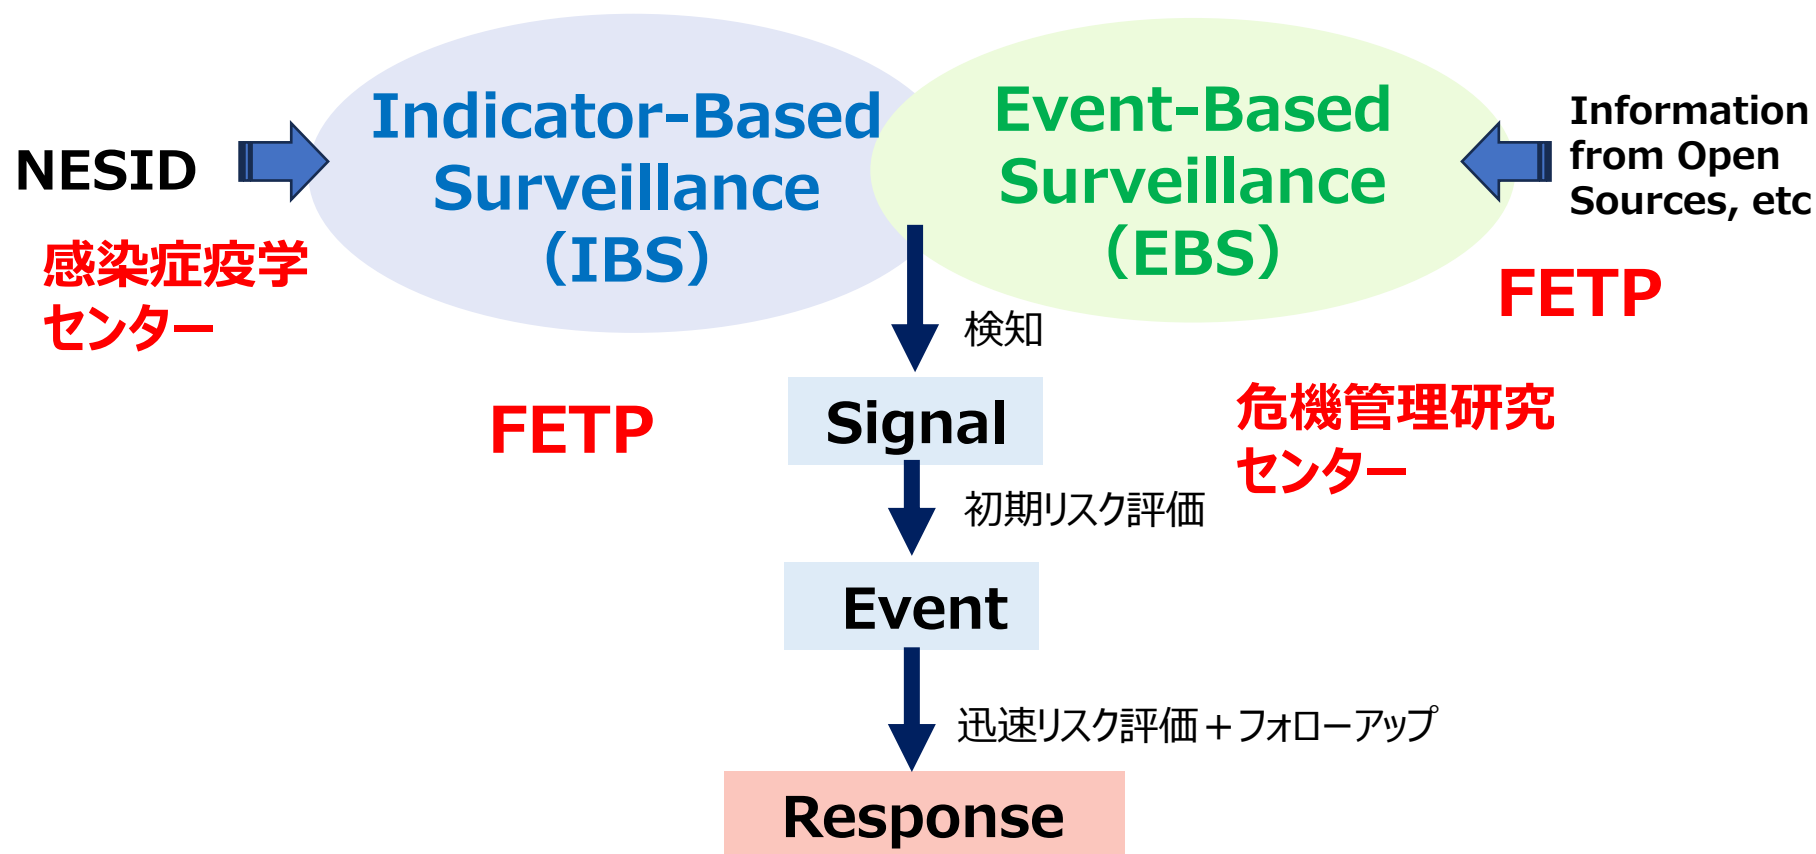 NESID
感染症疫学
センター
Indicator-Based
Surveillance
（IBS）
Event-Based
Surveillance
（EBS）
Information
from Open
Sources, etc
FETP
検知
FETP
Signal
危機管理研究
センター
初期リスク評価
Event
迅速リスク評価＋フォローアップ
Response